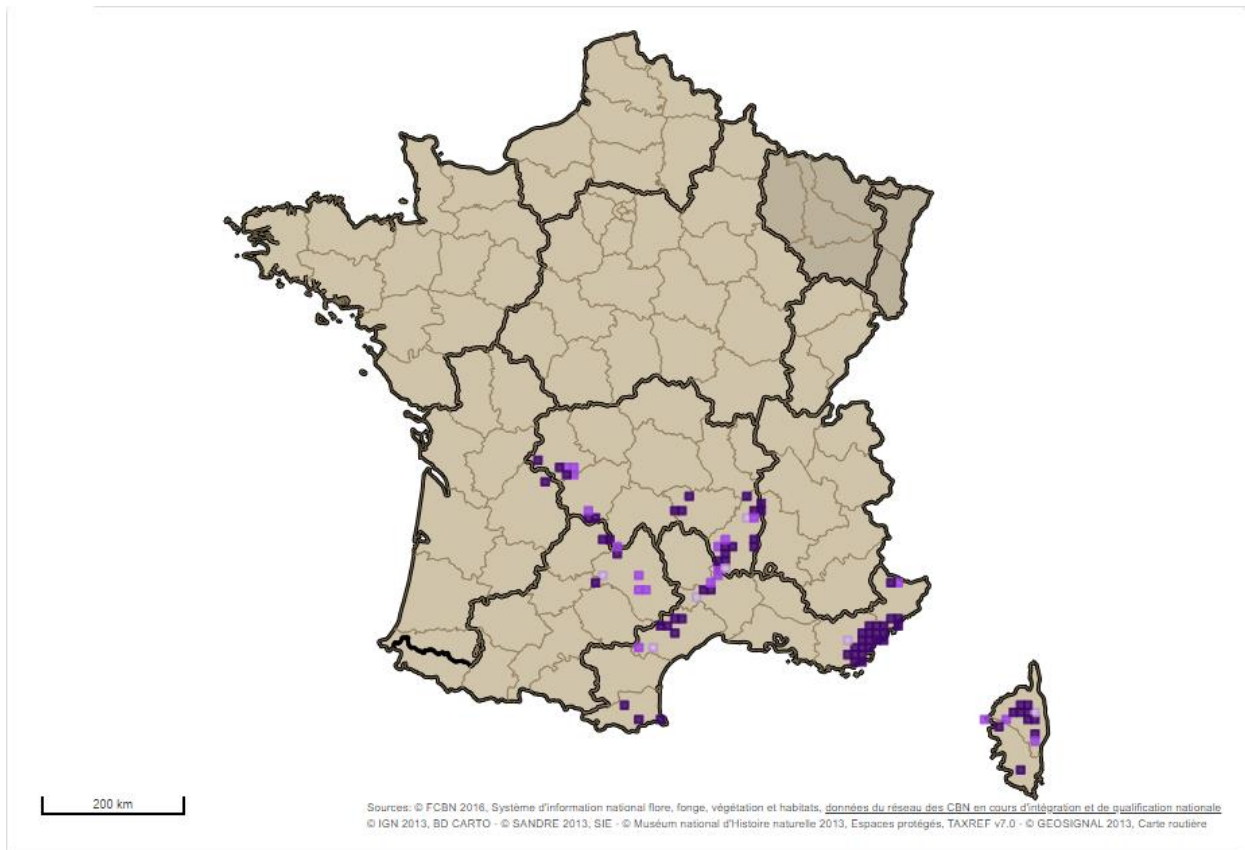 200 km
Sources: © FCBN 2016, Système d'information national flore, fonge, végétation et habitats, données du réseau des CBN en cours d'intégration et de qualification nationale
© IGN 2013, BD CARTO - © SANDRE 2013, SIE - © Muséum national d'Histoire naturelle 2013, Espaces protégés, TAXREF v7.0 - © GEOSIGNAL 2013, Carte routière